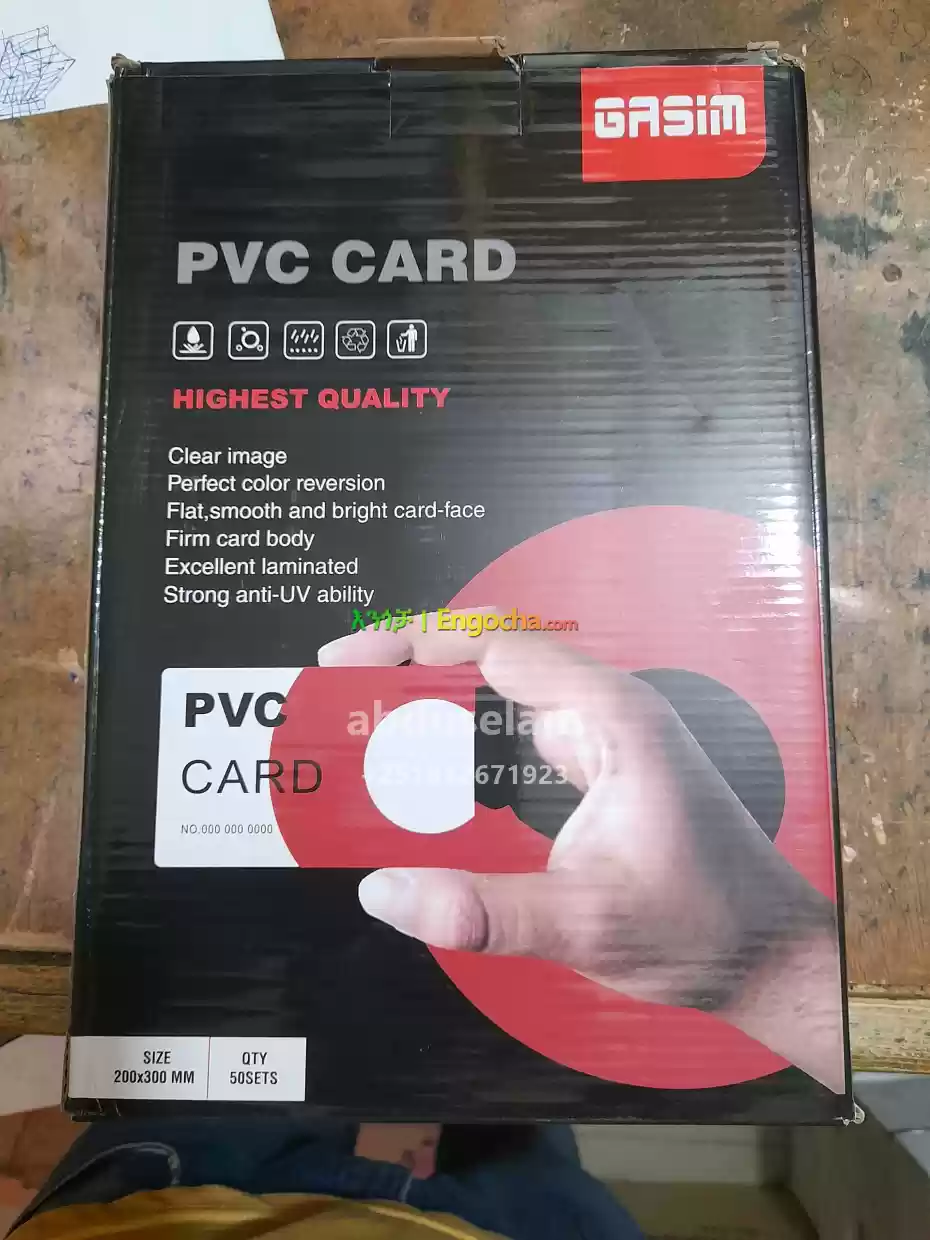 GASIM
PVC CARD
HIGHEST QUALITY
Clear image
Perfect color reversion
Flat,smooth and bright card-face
Firm card body
Excellent laminated
Strong anti-UV ability
እንጎቻ | Engocha.com
PVC
CARD
NO.000 000 0000
671923
SIZE
200x300 MM
QTY
50SETS